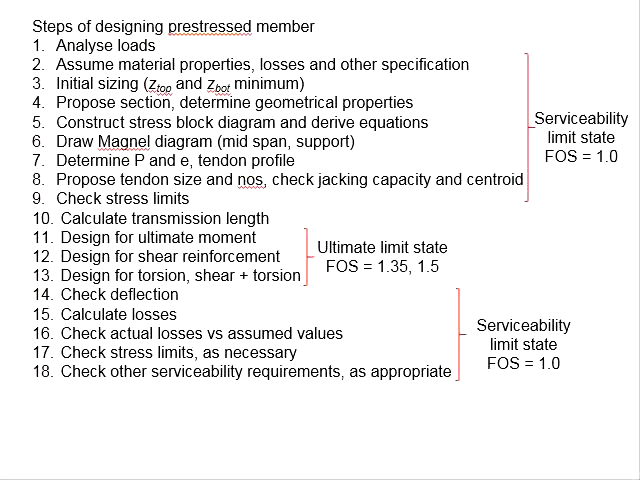 Steps of designing prestressed member
1. Analyse loads
2. Assume material properties, losses and other specification
3. Initial sizing (ztop and zbot minimum)
4. Propose section, determine geometrical properties
5. Construct stress block diagram and derive equations
6. Draw Magnel diagram (mid span, support)
7. Determine P and e, tendon profile
8. Propose tendon size and nos, check jacking capacity and centroid
9. Check stress limits
Serviceability
limit state
FOS = 1.0
10. Calculate transmission length
11. Design for ultimate moment
12. Design for shear reinforcement
13. Design for torsion, shear + torsion
Ultimate limit state
FOS = 1.35, 1.5
14. Check deflection
15. Calculate losses
16. Check actual losses vs assumed values
17. Check stress limits, as necessary
18. Check other serviceability requirements, as appropriate
Serviceability
limit state
FOS = 1.0